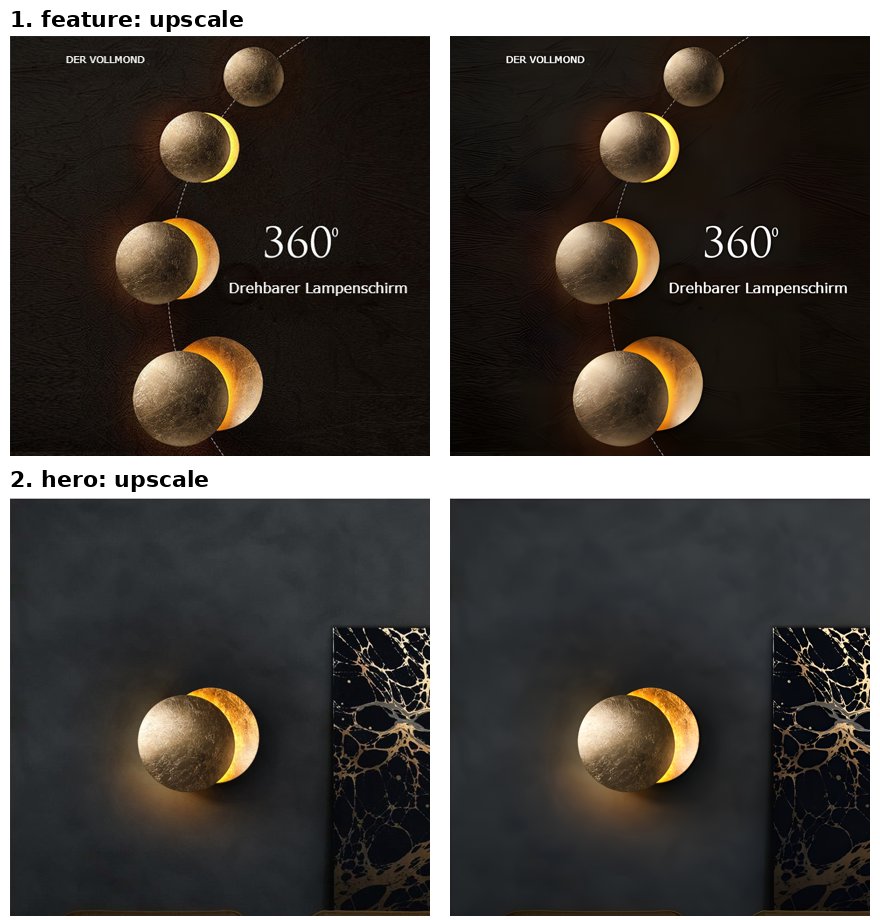 1. feature: upscale
DER VOLLMOND
DER VOLLMOND
360°
360°
Drehbarer Lampenschirm
Drehbarer Lampenschirm
2. hero: upscale